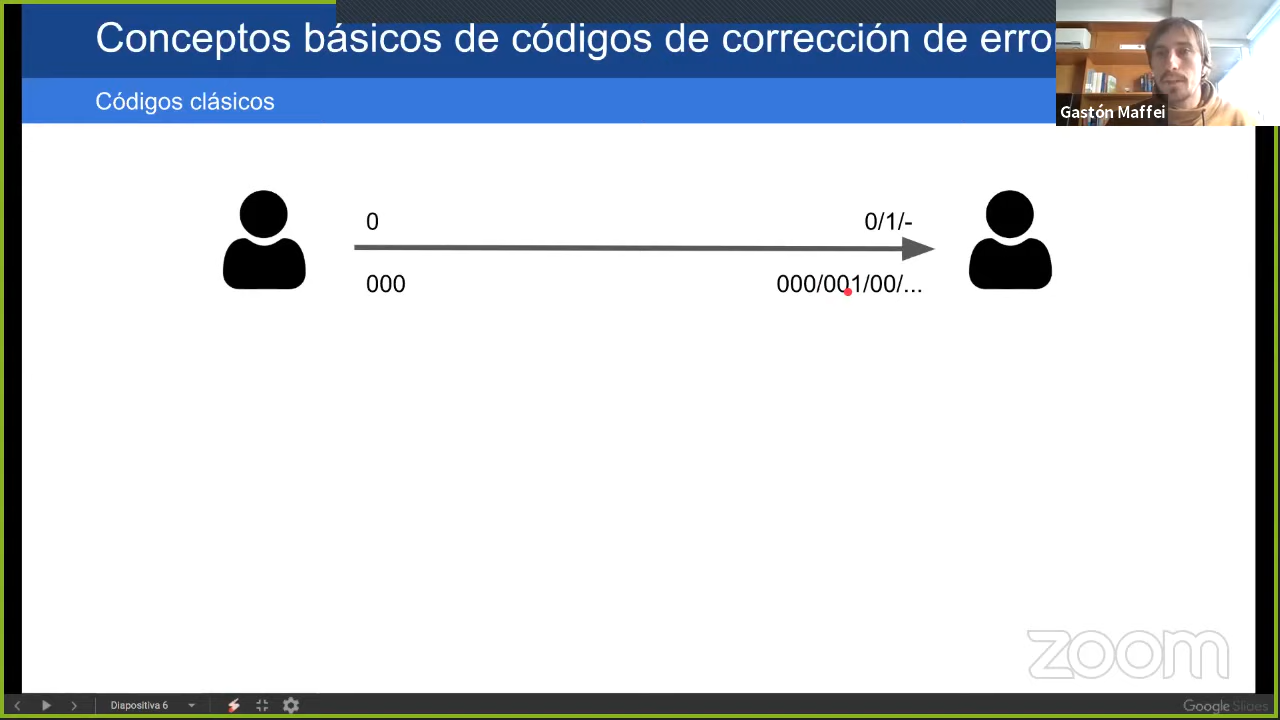 Conceptos básicos de códigos de corrección de erro
Gastón Maffei
Códigos clásicos
0
0/1/-
000
000/001/00/...
zoom
Diapositiva 6
Google Slides